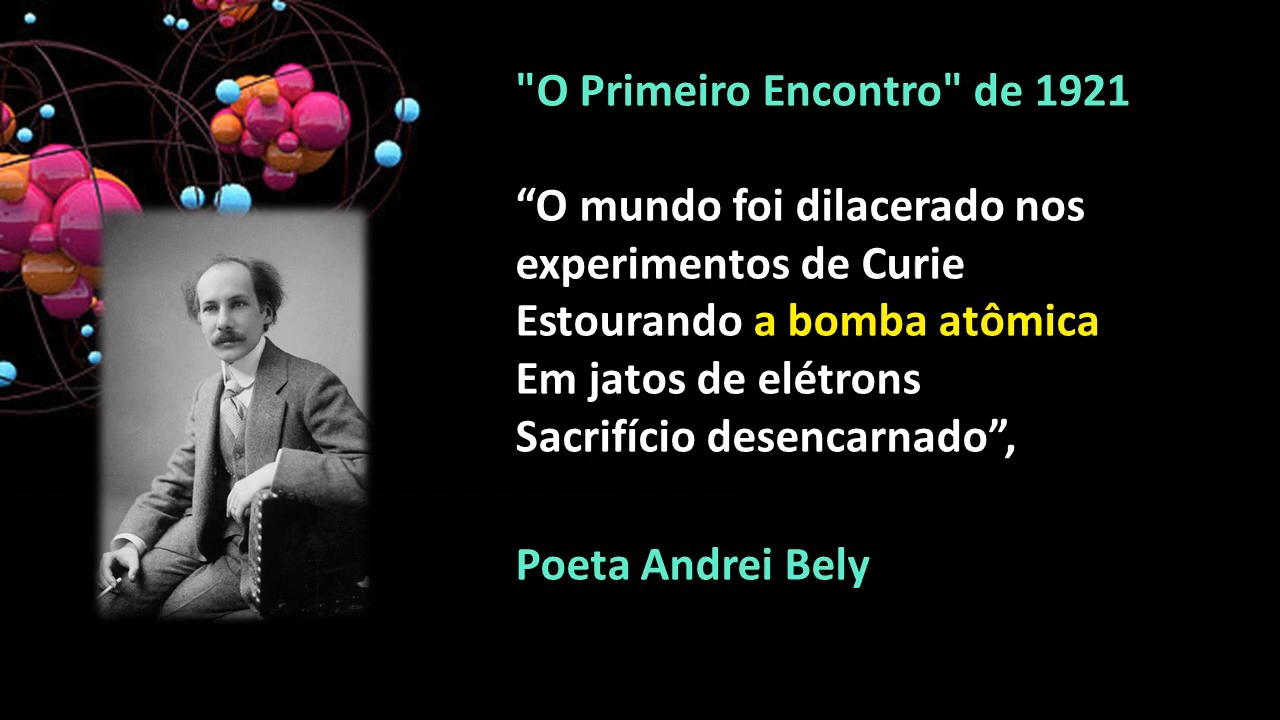 "O Primeiro Encontro" de 1921
“O mundo foi dilacerado nos
experimentos de Curie
Estourando a bomba atômica
Em jatos de elétrons
Sacrifício desencarnado”,
Poeta Andrei Bely